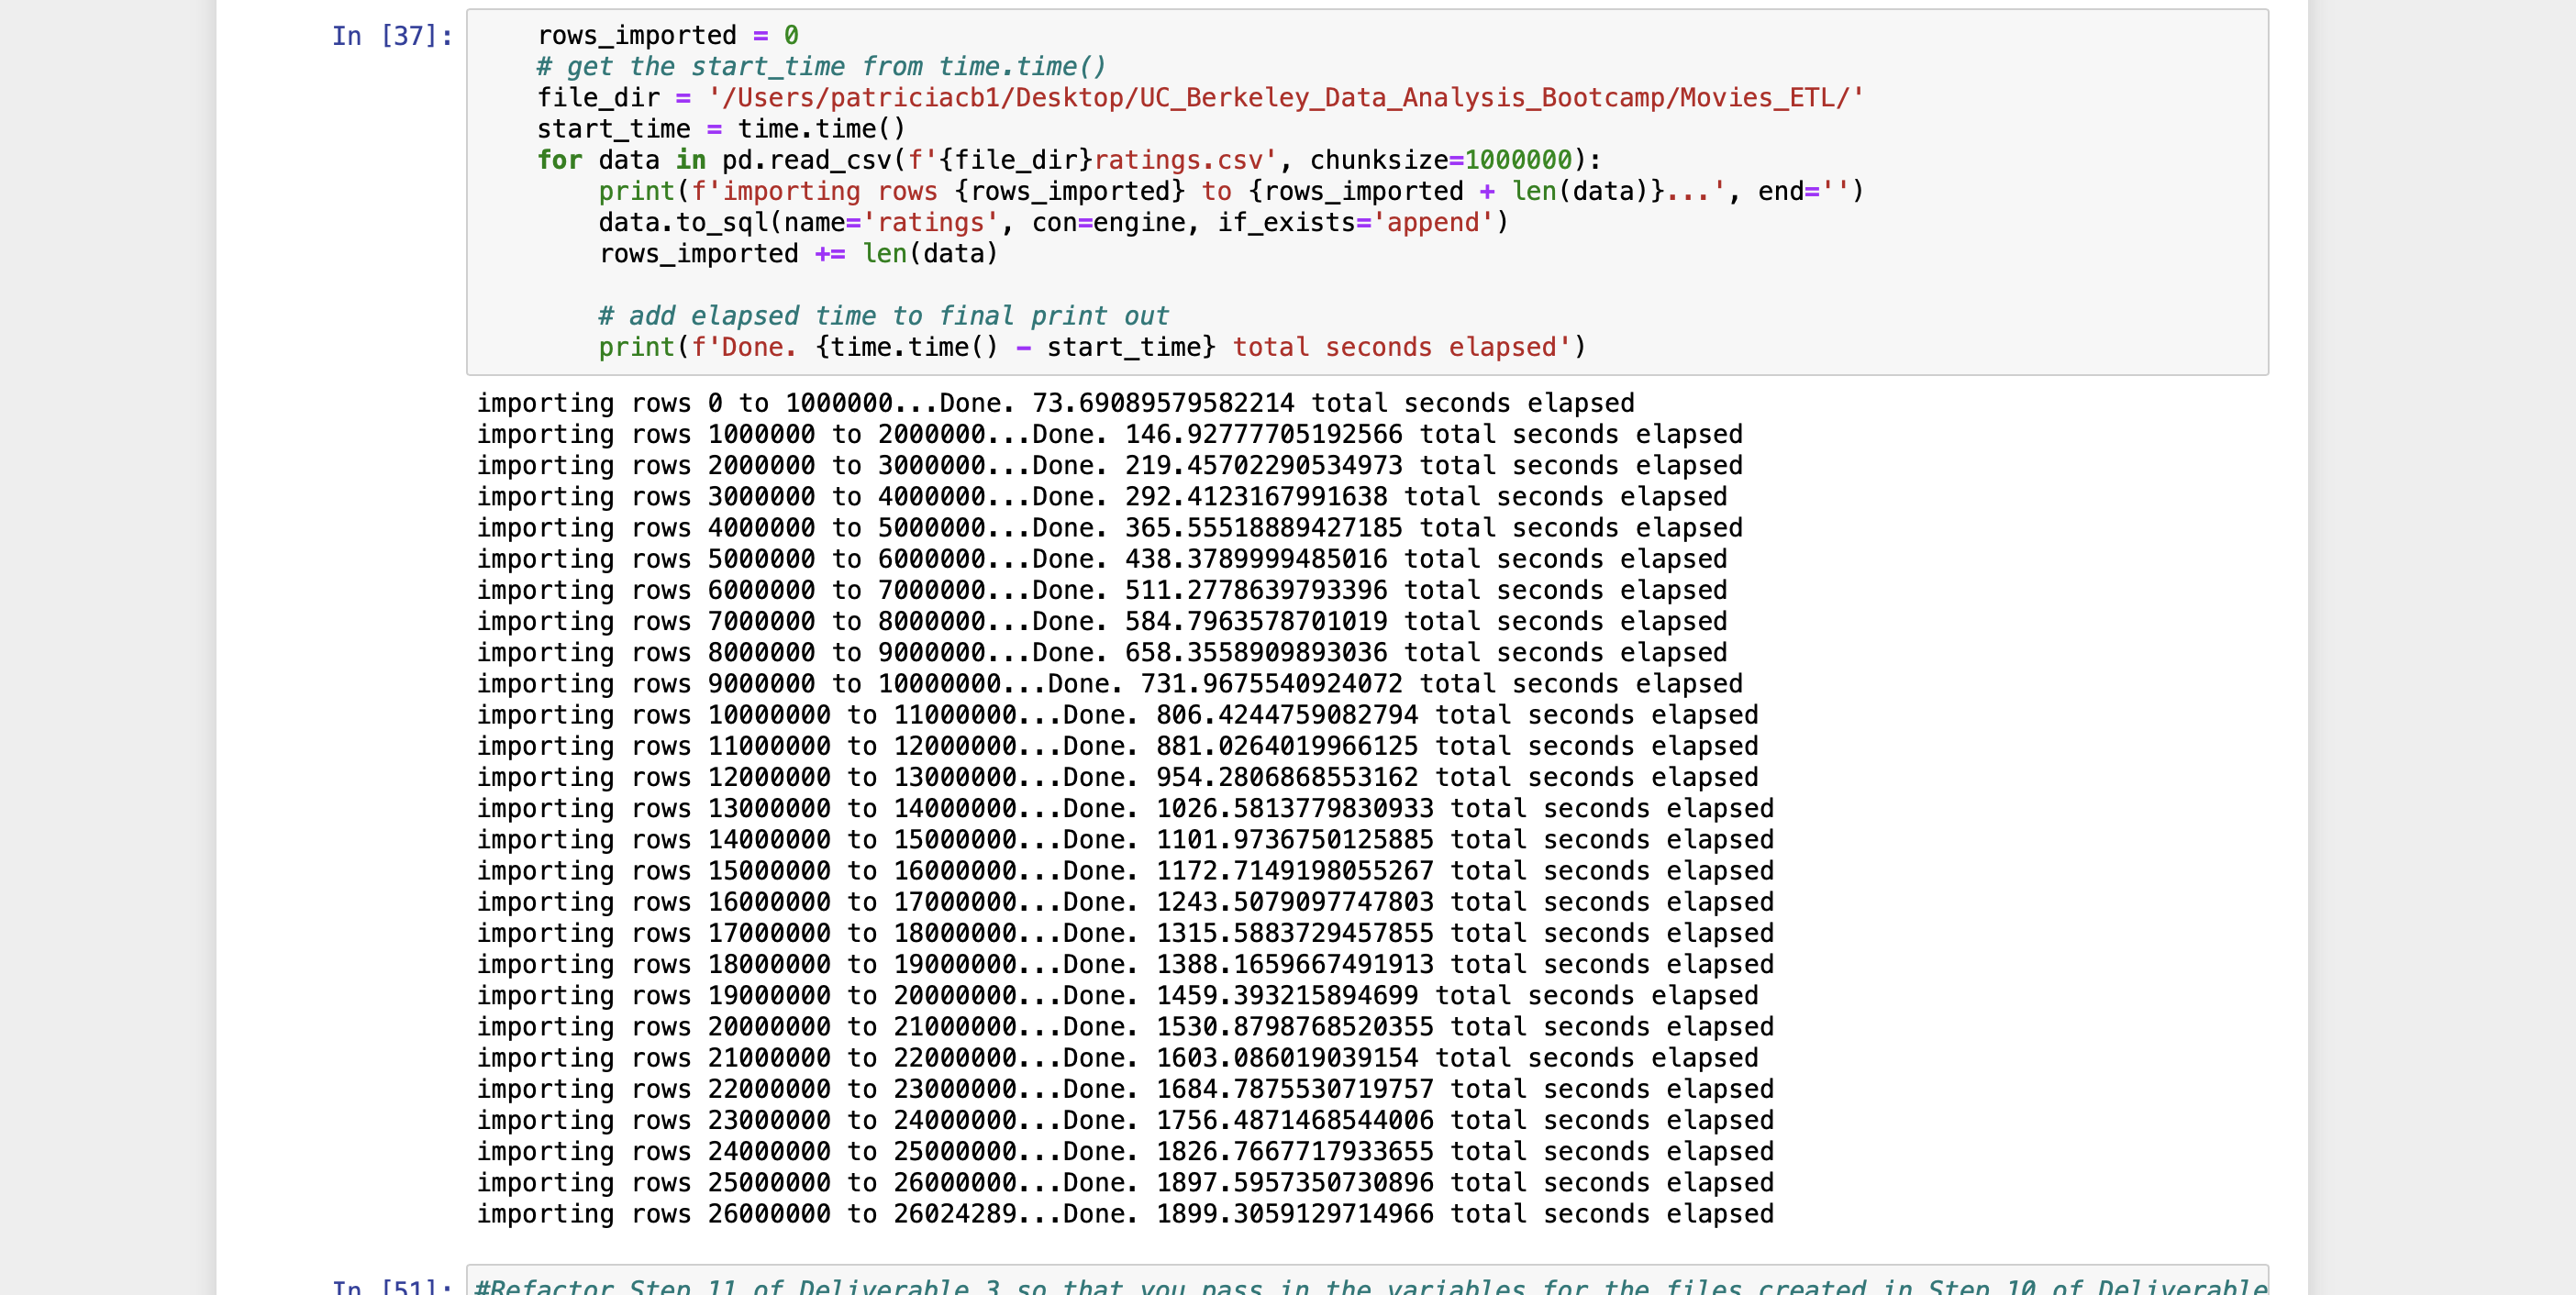 In [37]:
rows_imported = 0
# get the start_time from time.time()
file_dir = '/Users/patriciacb1/Desktop/UC_Berkeley_Data_Analysis_Bootcamp/Movies_ETL/'
start_time = time.time()
for data in pd.read_csv(f'{file_dir}ratings.csv', chunksize=1000000):
    print(f'importing rows {rows_imported} to {rows_imported + len(data)}...', end='')
    data.to_sql(name='ratings', con=engine, if_exists='append')
    rows_imported += len(data)
    # add elapsed time to final print out
    print(f'Done. {time.time() - start_time} total seconds elapsed')
importing rows 0 to 1000000...Done. 73.69089579582214 total seconds elapsed
importing rows 1000000 to 2000000...Done. 146.92777705192566 total seconds elapsed
importing rows 2000000 to 3000000...Done. 219.45702290534973 total seconds elapsed
importing rows 3000000 to 4000000...Done. 292.4123167991638 total seconds elapsed
importing rows 4000000 to 5000000...Done. 365.55518889427185 total seconds elapsed
importing rows 5000000 to 6000000...Done. 438.3789999485016 total seconds elapsed
importing rows 6000000 to 7000000...Done. 511.2778639793396 total seconds elapsed
importing rows 7000000 to 8000000...Done. 584.7963578701019 total seconds elapsed
importing rows 8000000 to 9000000...Done. 658.3558909893036 total seconds elapsed
importing rows 9000000 to 10000000...Done. 731.9675540924072 total seconds elapsed
importing rows 10000000 to 11000000...Done. 806.4244759082794 total seconds elapsed
importing rows 11000000 to 12000000...Done. 881.0264019966125 total seconds elapsed
importing rows 12000000 to 13000000...Done. 954.2806868553162 total seconds elapsed
importing rows 13000000 to 14000000...Done. 1026.5813779830933 total seconds elapsed
importing rows 14000000 to 15000000...Done. 1101.9736750125885 total seconds elapsed
importing rows 15000000 to 16000000...Done. 1172.7149198055267 total seconds elapsed
importing rows 16000000 to 17000000...Done. 1243.5079097747803 total seconds elapsed
importing rows 17000000 to 18000000...Done. 1315.5883729457855 total seconds elapsed
importing rows 18000000 to 19000000...Done. 1388.1659667491913 total seconds elapsed
importing rows 19000000 to 20000000...Done. 1459.393215894699 total seconds elapsed
importing rows 20000000 to 21000000...Done. 1530.8798768520355 total seconds elapsed
importing rows 21000000 to 22000000...Done. 1603.086019039154 total seconds elapsed
importing rows 22000000 to 23000000...Done. 1684.7875530719757 total seconds elapsed
importing rows 23000000 to 24000000...Done. 1756.4871468544006 total seconds elapsed
importing rows 24000000 to 25000000...Done. 1826.7667717933655 total seconds elapsed
importing rows 25000000 to 26000000...Done. 1897.5957350730896 total seconds elapsed
importing rows 26000000 to 26024289...Done. 1899.3059129714966 total seconds elapsed
In [51]:
#Refactor Step 11 of Deliverable 3 so that you pass in the variables for the files created in Step 10 of Deliverable